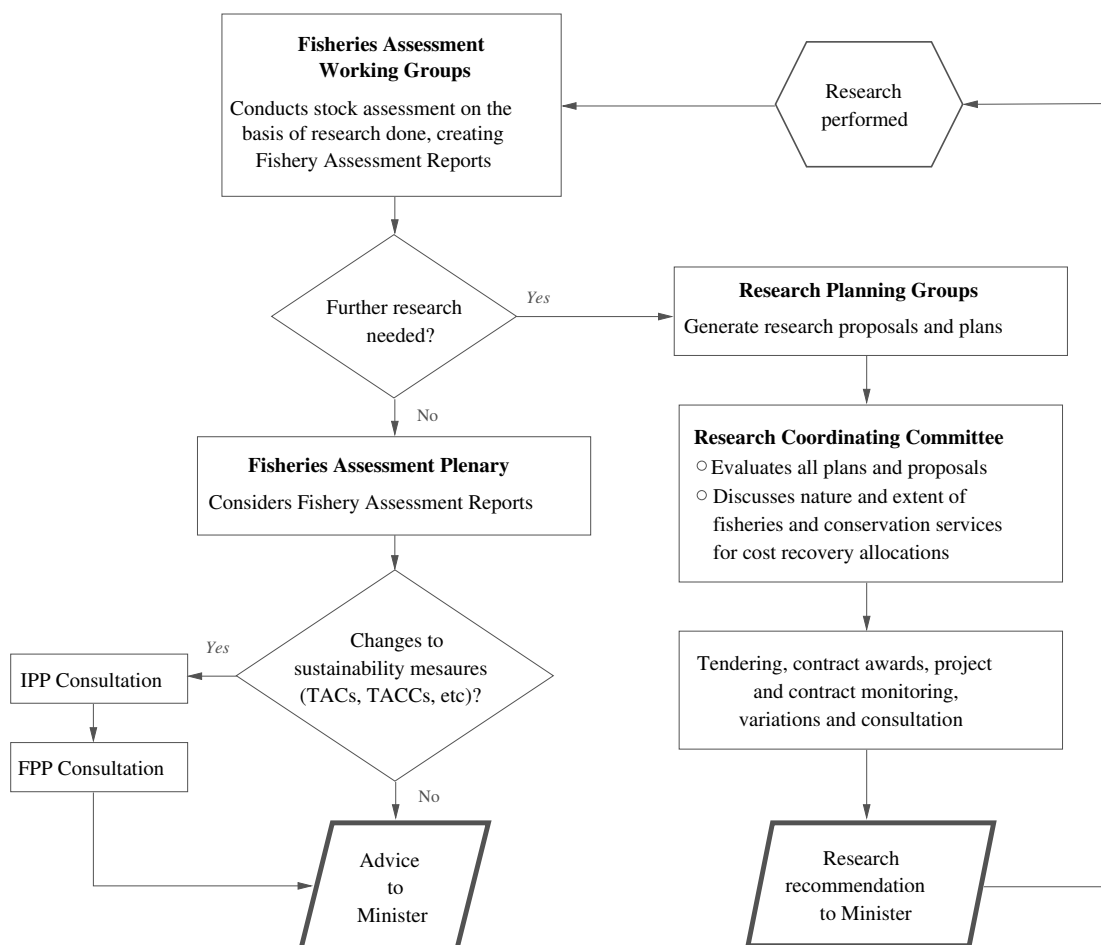 Fisheries Assessment
Working Groups
Conducts stock assessment on the
basis of research done, creating
Fishery Assessment Reports
Research
performed
Further research
needed?
Yes
Research Planning Groups
Generate research proposals and plans
No
Research Coordinating Committee
○ Evaluates all plans and proposals
○ Discusses nature and extent of
fisheries and conservation services
for cost recovery allocations
Fisheries Assessment Plenary
Considers Fishery Assessment Reports
Changes to
sustainability mesaures
(TACs, TACCs, etc)?
Yes
IPP Consultation
FPP Consultation
No
Tendering, contract awards, project
and contract monitoring,
variations and consultation
Advice
to
Minister
Research
recommendation
to Minister